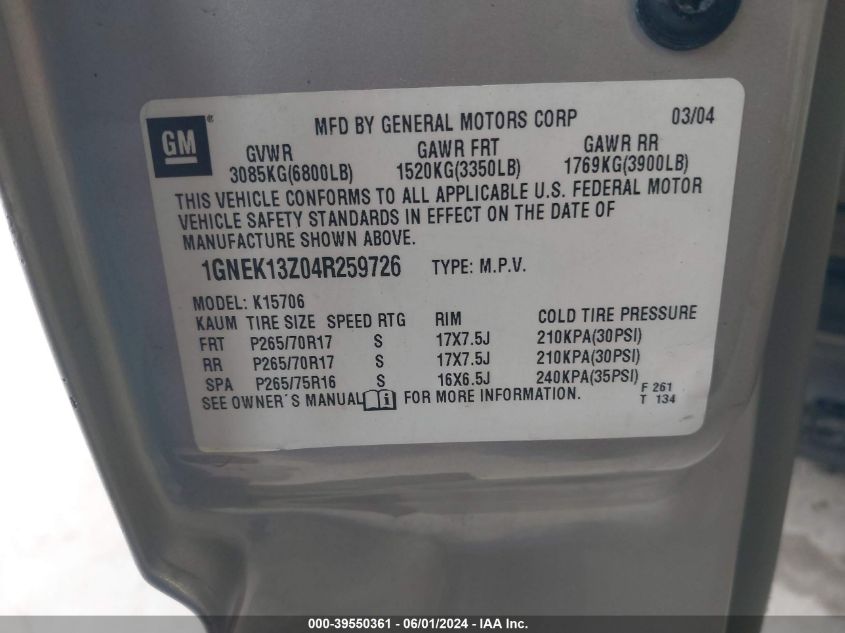 GM®
MFD BY GENERAL MOTORS CORP 03/04
GVWR GAWR FRT GAWR RR
3085KG(6800LB) 1520KG(3350LB) 1769KG(3900LB)
THIS VEHICLE CONFORMS TO ALL APPLICABLE U.S. FEDERAL MOTOR
VEHICLE SAFETY STANDARDS IN EFFECT ON THE DATE OF
MANUFACTURE SHOWN ABOVE.
1GNEK13Z04R259726 TYPE: M.P.V.
MODEL: K15706
KAUM TIRE SIZE SPEED RTG RIM COLD TIRE PRESSURE
FRT P265/70R17 S 17X7.5J 210KPA(30PSI)
RR P265/70R17 S 17X7.5J 210KPA(30PSI)
SPA P265/75R16 S 16X6.5J 240KPA(35PSI)
SEE OWNER'S MANUAL FOR MORE INFORMATION.
F 261
T 134
000-39550361 - 06/01/2024 - IAA Inc.